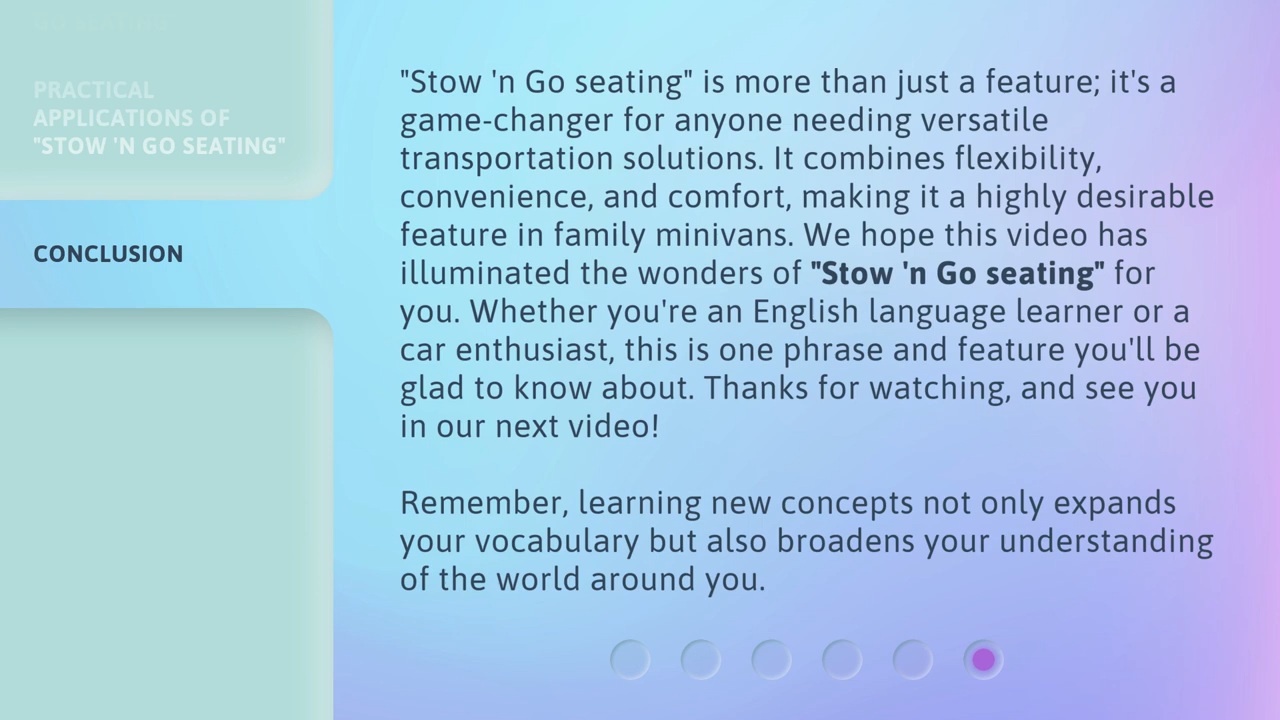 GO SEATING"
PRACTICAL
APPLICATIONS OF
"STOW 'N GO SEATING"
CONCLUSION
"Stow 'n Go seating" is more than just a feature; it's a
game-changer for anyone needing versatile
transportation solutions. It combines flexibility,
convenience, and comfort, making it a highly desirable
feature in family minivans. We hope this video has
illuminated the wonders of "Stow 'n Go seating" for
you. Whether you're an English language learner or a
car enthusiast, this is one phrase and feature you'll be
glad to know about. Thanks for watching, and see you
in our next video!
Remember, learning new concepts not only expands
your vocabulary but also broadens your understanding
of the world around you.